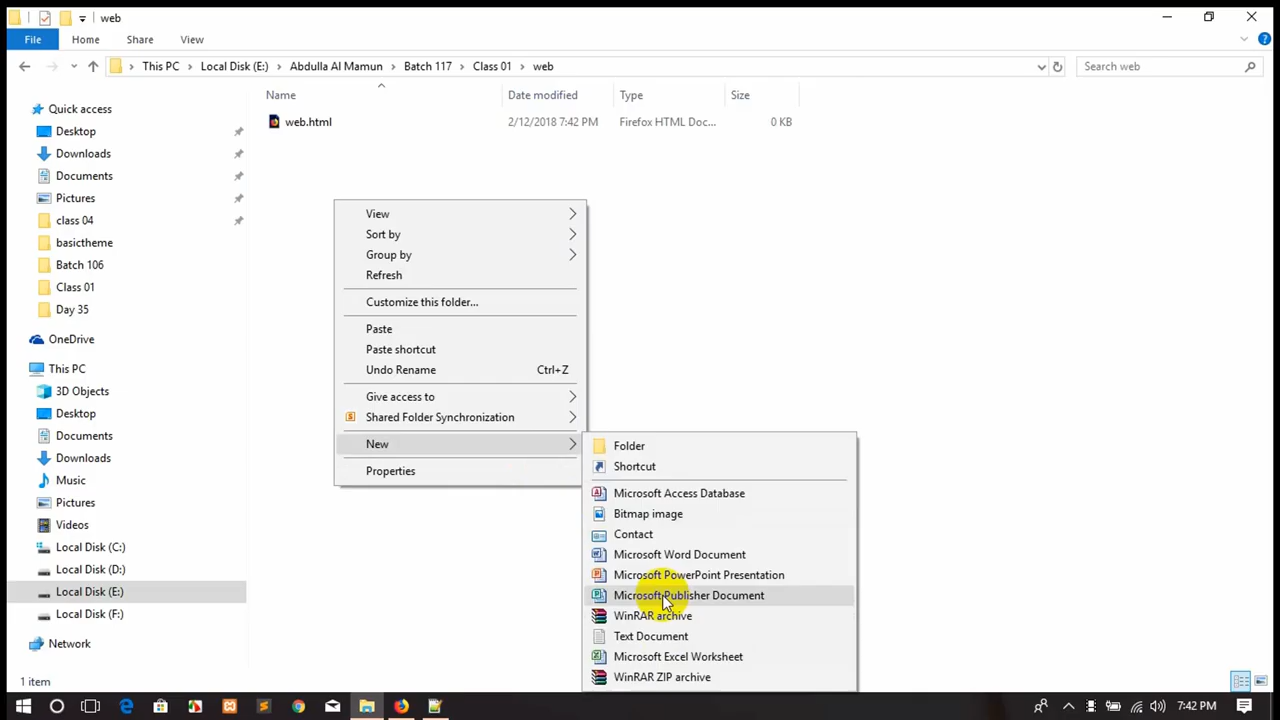 web
File
Home
Share
View
This PC
Local Disk (E:)
Abdulla Al Mamun
Batch 117
Class 01
web
Search web
Name
Date modified
Type
Size
web.html
2/12/2018 7:42 PM
Firefox HTML Doc...
0 KB
Quick access
Desktop
Downloads
Documents
Pictures
class 04
basictheme
Batch 106
Class 01
Day 35
OneDrive
This PC
3D Objects
Desktop
Documents
Downloads
Music
Pictures
Videos
Local Disk (C:)
Local Disk (D:)
Local Disk (E:)
Local Disk (F:)
Network
View
Sort by
Group by
Refresh
Customize this folder...
Paste
Paste shortcut
Undo Rename Ctrl+Z
Give access to
Shared Folder Synchronization
New
Properties
Folder
Shortcut
Microsoft Access Database
Bitmap image
Contact
Microsoft Word Document
Microsoft PowerPoint Presentation
Microsoft Publisher Document
WinRAR archive
Text Document
Microsoft Excel Worksheet
WinRAR ZIP archive
1 item
7:42 PM